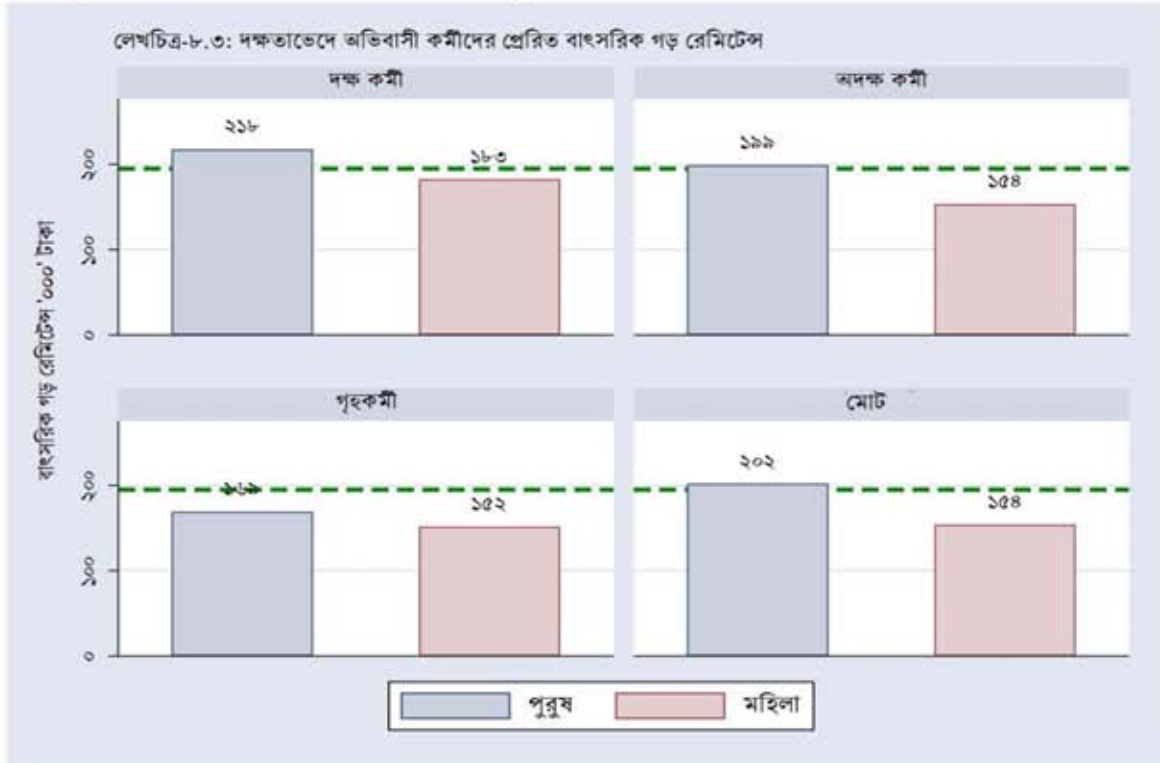 লেখচিত্র-৮.৩: দক্ষতাভেদে অভিবাসী কর্মীদের প্রেরিত বাৎসরিক গড় রেমিটেন্স
দক্ষ কর্মী
অদক্ষ কর্মী
২১৮
১৮৩
১৯৯
১৫৪
২০০
১০০
০
বাৎসরিক গড় রেমিটেন্স '০০০' টাকা
গৃহকর্মী
মোট
১৬৯
১৫২
২০২
১৫৪
২০০
১০০
০
পুরুষ
মহিলা